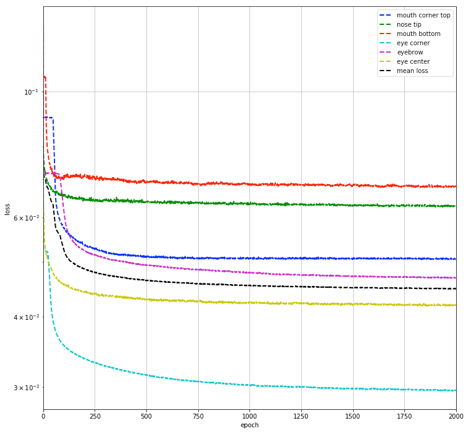 mouth corner top
nose tip
mouth bottom
eye corner
eyebrow
eye center
mean loss
10⁻¹
6 × 10⁻²
4 × 10⁻²
3 × 10⁻²
loss
0 250 500 750 1000 1250 1500 1750 2000
epoch